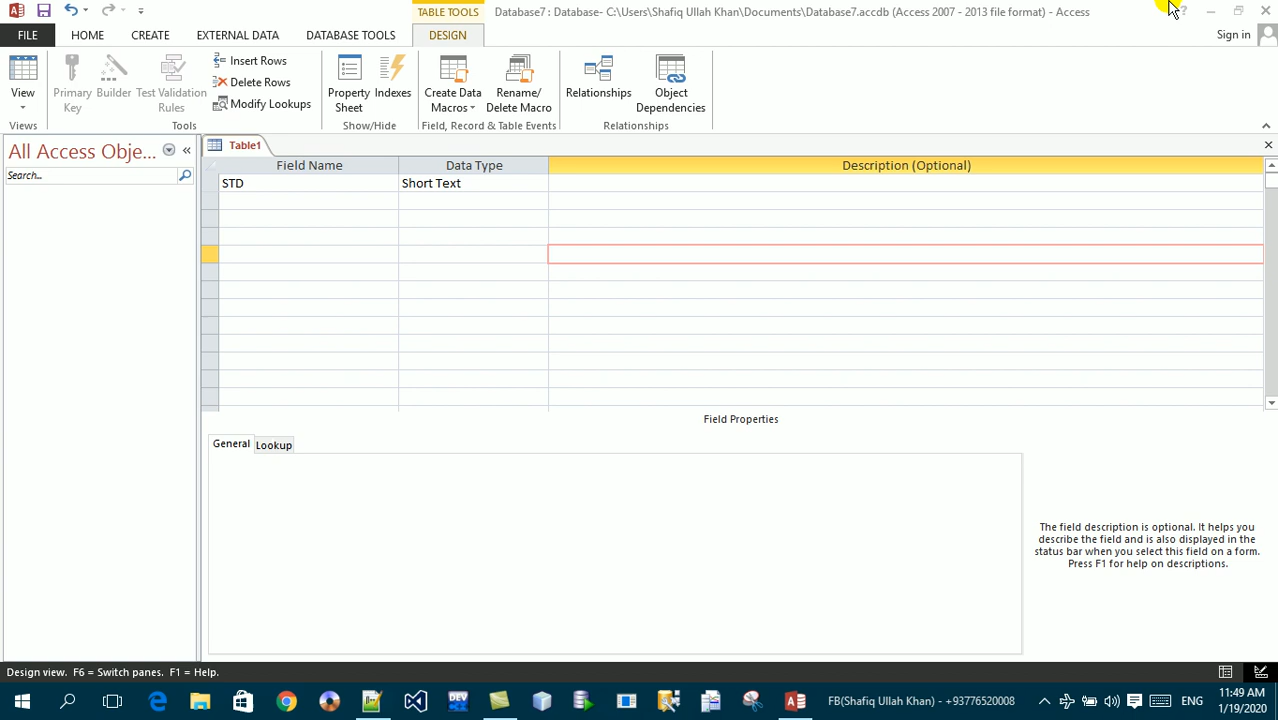 TABLE TOOLS
Database7 : Database- C:\Users\Shafiq Ullah Khan\Documents\Database7.accdb (Access 2007 - 2013 file format) - Access
?
FILE
HOME
CREATE
EXTERNAL DATA
DATABASE TOOLS
DESIGN
Sign in
View
Primary Key
Builder
Test Validation Rules
Insert Rows
Delete Rows
Modify Lookups
Property Sheet
Indexes
Create Data Macros
Rename/ Delete Macro
Relationships
Object Dependencies
Views
Tools
Show/Hide
Field, Record & Table Events
Relationships
All Access Obje...
Search...
Table1
Field Name
Data Type
Description (Optional)
STD
Short Text
Field Properties
General
Lookup
The field description is optional. It helps you
describe the field and is also displayed in the
status bar when you select this field on a form.
Press F1 for help on descriptions.
Design view.  F6 = Switch panes.  F1 = Help.
FB(Shafiq Ullah Khan) - +93776520008
ENG
11:49 AM
1/19/2020